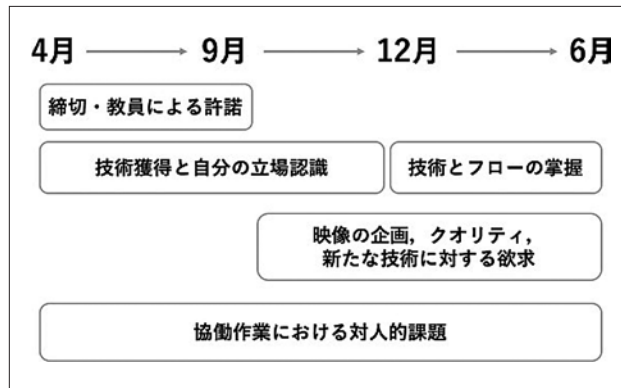 4月 9月 12月 6月
締切・教員による許諾
技術獲得と自分の立場認識 技術とフローの掌握
映像の企画，クオリティ，
新たな技術に対する欲求
協働作業における対人的課題